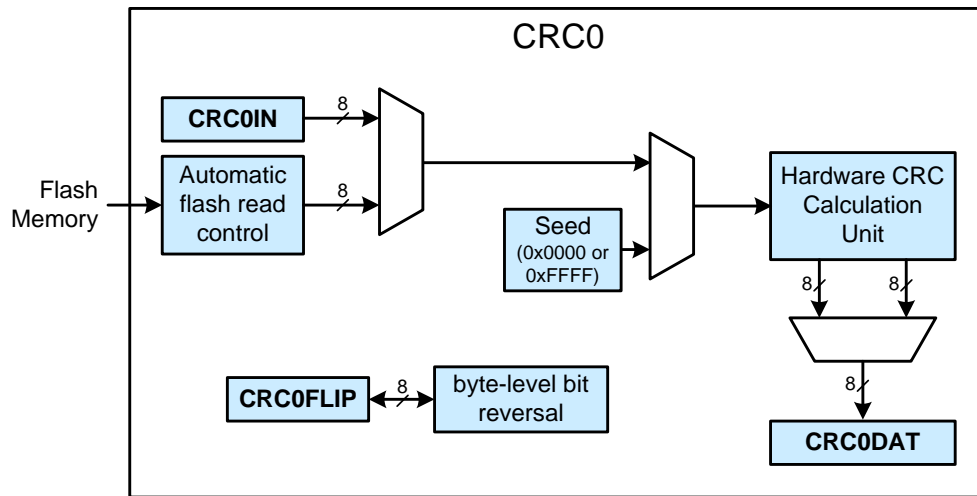 CRC0
CRC0IN
8
Automatic
flash read
control
8
Flash
Memory
Seed
(0x0000 or
0xFFFF)
Hardware CRC
Calculation
Unit
8
8
8
CRC0DAT
CRC0FLIP
8
byte-level bit
reversal